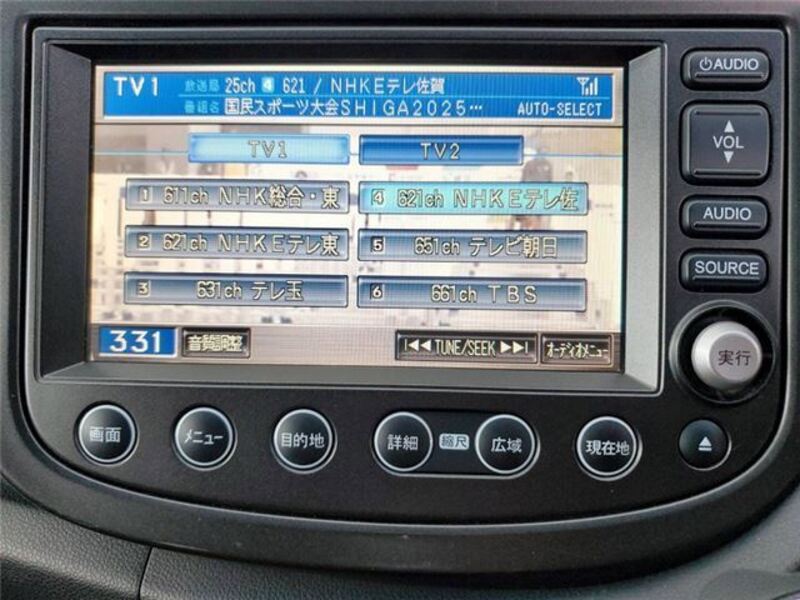 TV1 放送局 25ch 4 621 / NHKEテレ佐賀
番組名 国民スポーツ大会SHIGA2025… AUTO-SELECT
TV1 TV2
1 611ch NHK総合・東 4 621ch NHKEテレ佐
2 621ch NHKEテレ東 5 651ch テレビ朝日
3 631ch テレ玉 6 661ch TBS
331 音質調整 |◀◀ TUNE/SEEK ▶▶| オーディオメニュー
⏻AUDIO
▲
VOL
▼
AUDIO
SOURCE
実行
画面 メニュー 目的地 詳細 縮尺 広域 現在地